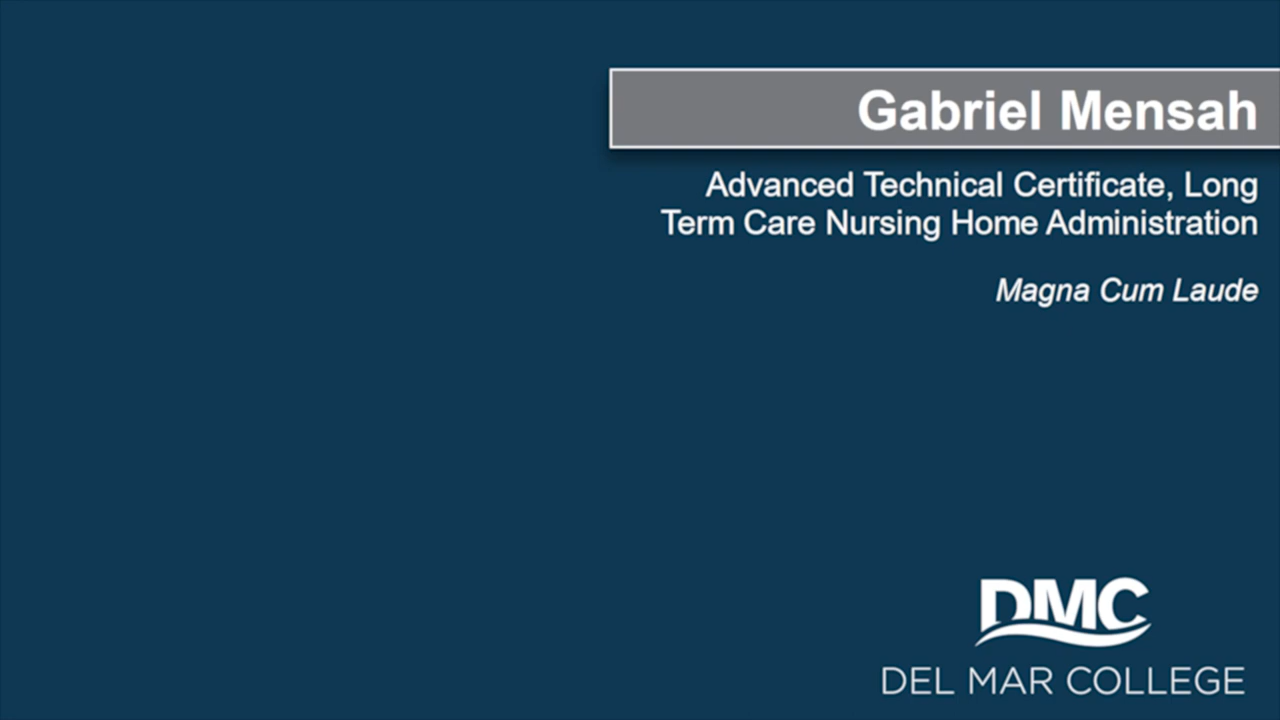 Gabriel Mensah
Advanced Technical Certificate, Long
Term Care Nursing Home Administration
Magna Cum Laude
DMC
DEL MAR COLLEGE